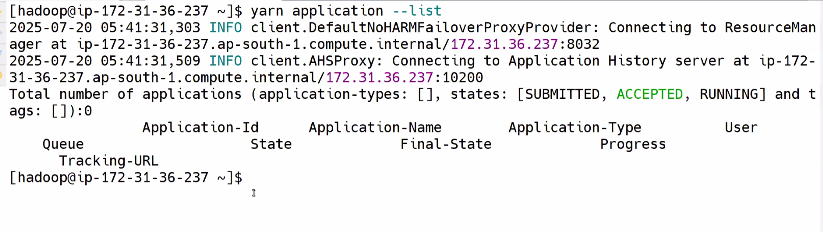 [hadoop@ip-172-31-36-237 ~]$ yarn application --list
2025-07-20 05:41:31,303 INFO client.DefaultNoHARMFailoverProxyProvider: Connecting to ResourceMan
ager at ip-172-31-36-237.ap-south-1.compute.internal/172.31.36.237:8032
2025-07-20 05:41:31,509 INFO client.AHSProxy: Connecting to Application History server at ip-172-
31-36-237.ap-south-1.compute.internal/172.31.36.237:10200
Total number of applications (application-types: [], states: [SUBMITTED, ACCEPTED, RUNNING] and t
ags: []):0
                Application-Id      Application-Name        Application-Type          User
    Queue                    State                Final-State             Progress
      Tracking-URL
[hadoop@ip-172-31-36-237 ~]$